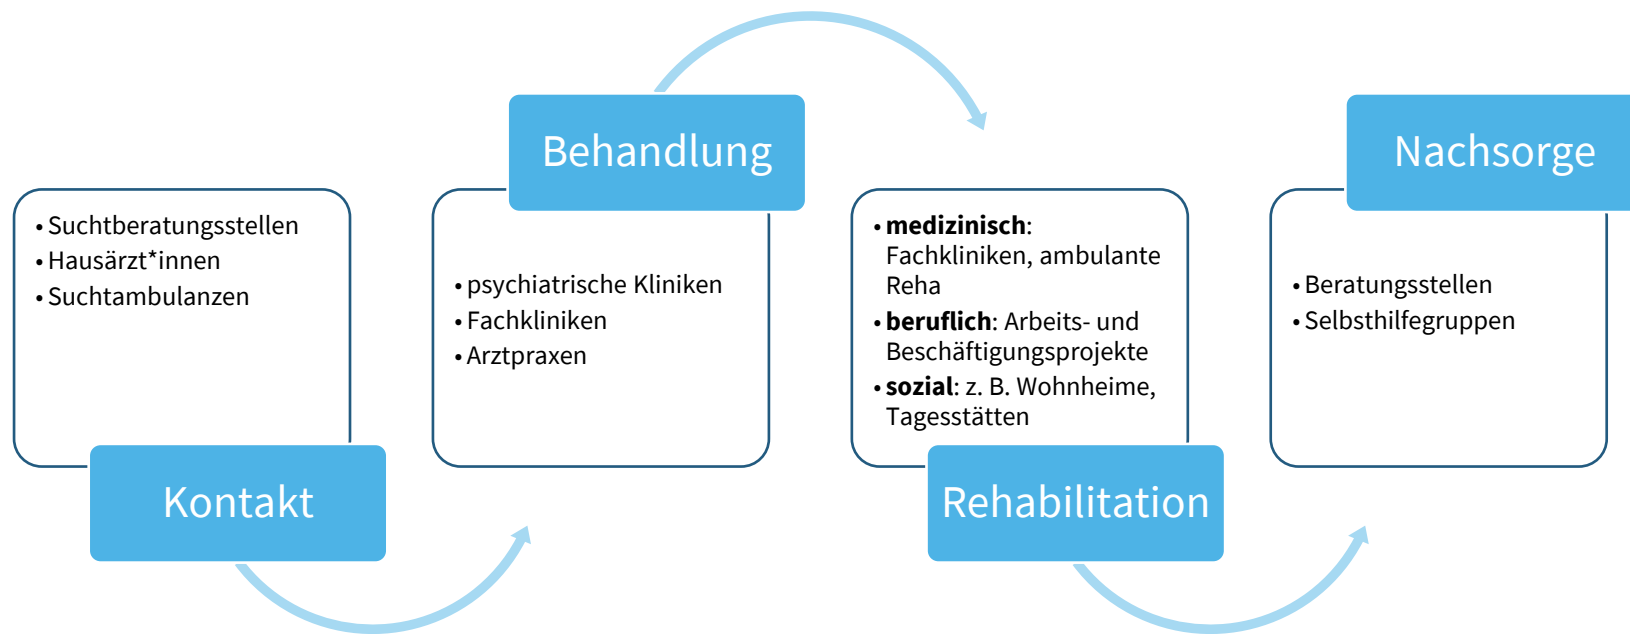 • Suchtberatungsstellen
• Hausärzt*innen
• Suchtambulanzen
Kontakt
Behandlung
• psychiatrische Kliniken
• Fachkliniken
• Arztpraxen
• medizinisch:
Fachkliniken, ambulante
Reha
• beruflich: Arbeits- und
Beschäftigungsprojekte
• sozial: z. B. Wohnheime,
Tagesstätten
Rehabilitation
Nachsorge
• Beratungsstellen
• Selbsthilfegruppen